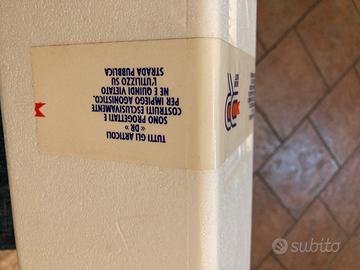 TUTTI GLI ARTICOLI
« DR » 
SONO PROGETTATI E
COSTRUITI ESCLUSIVAMENTE
PER IMPIEGO AGONISTICO.
NE È QUINDI VIETATO
L'UTILIZZO SU
STRADA PUBBLICA
subito